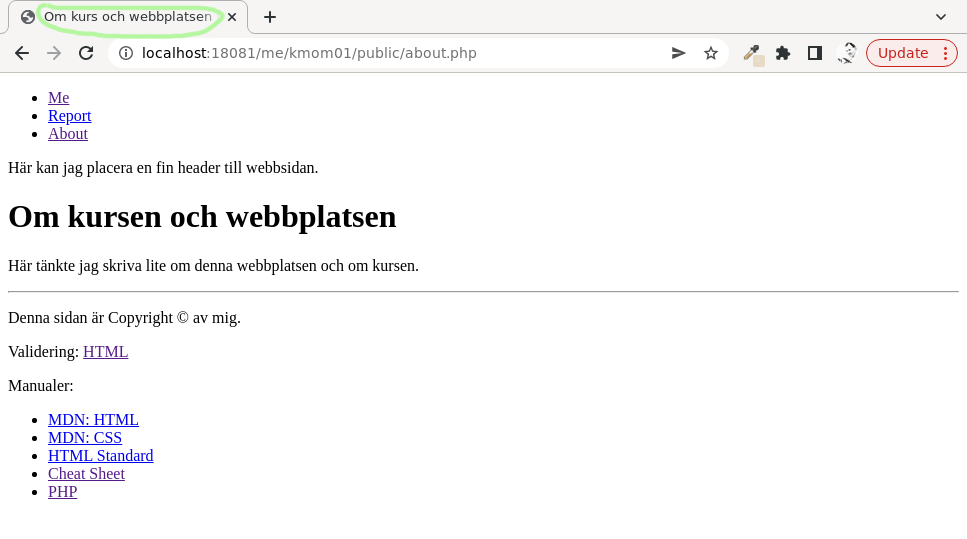 Om kurs och webbplatsen
localhost:18081/me/kmom01/public/about.php
Update
Me
Report
About
Här kan jag placera en fin header till webbsidan.
Om kursen och webbplatsen
Här tänkte jag skriva lite om denna webbplatsen och om kursen.
Denna sidan är Copyright © av mig.
Validering: HTML
Manualer:
MDN: HTML
MDN: CSS
HTML Standard
Cheat Sheet
PHP